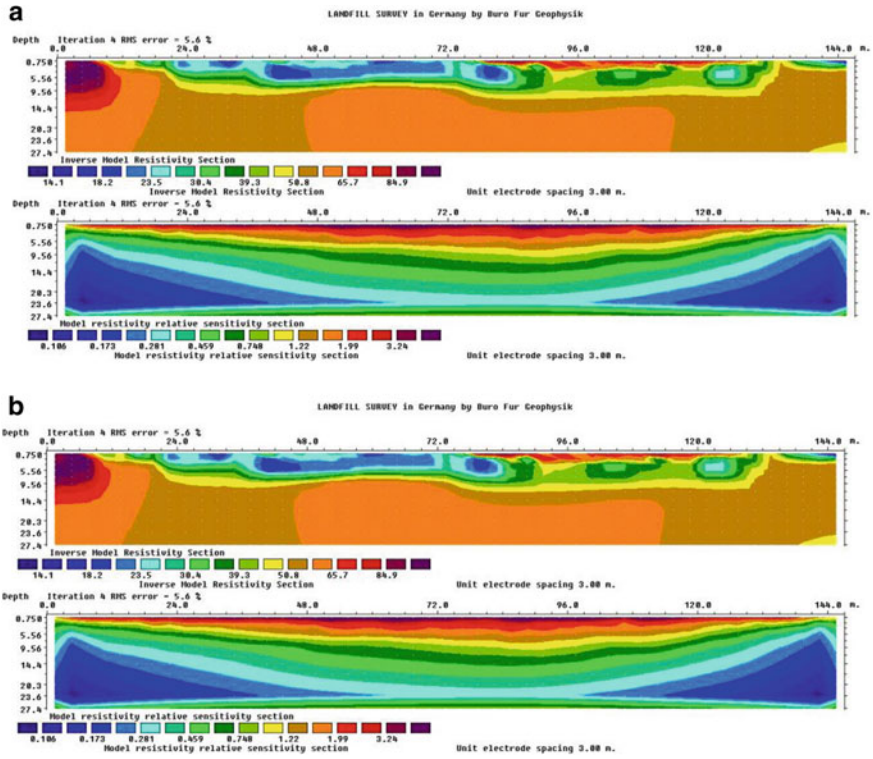 a
LANDFILL SURVEY in Germany by Buro Fur Geophysik
Depth Iteration 4 RMS error = 5.6 %
0.0 24.0 48.0 72.0 96.0 120.0 144.0 m.
0.750
5.56
9.56
14.4
20.3
23.6
27.4
Inverse Model Resistivity Section
14.1 18.2 23.5 30.4 39.3 50.8 65.7 84.9
Inverse Model Resistivity Section Unit electrode spacing 3.00 m.
Depth Iteration 4 RMS error = 5.6 %
0.0 24.0 48.0 72.0 96.0 120.0 144.0 m.
0.750
5.56
9.56
14.4
20.3
23.6
27.4
Model resistivity relative sensitivity section
0.106 0.173 0.281 0.459 0.748 1.22 1.99 3.24
Model resistivity relative sensitivity section Unit electrode spacing 3.00 m.
b
LANDFILL SURVEY in Germany by Buro Fur Geophysik
Depth Iteration 4 RMS error = 5.6 %
0.0 24.0 48.0 72.0 96.0 120.0 144.0 m.
0.750
5.56
9.56
14.4
20.3
23.6
27.4
Inverse Model Resistivity Section
14.1 18.2 23.5 30.4 39.3 50.8 65.7 84.9
Inverse Model Resistivity Section Unit electrode spacing 3.00 m.
Depth Iteration 4 RMS error = 5.6 %
0.0 24.0 48.0 72.0 96.0 120.0 144.0 m.
0.750
5.56
9.56
14.4
20.3
23.6
27.4
Model resistivity relative sensitivity section
0.106 0.173 0.281 0.459 0.748 1.22 1.99 3.24
Model resistivity relative sensitivity section Unit electrode spacing 3.00 m.